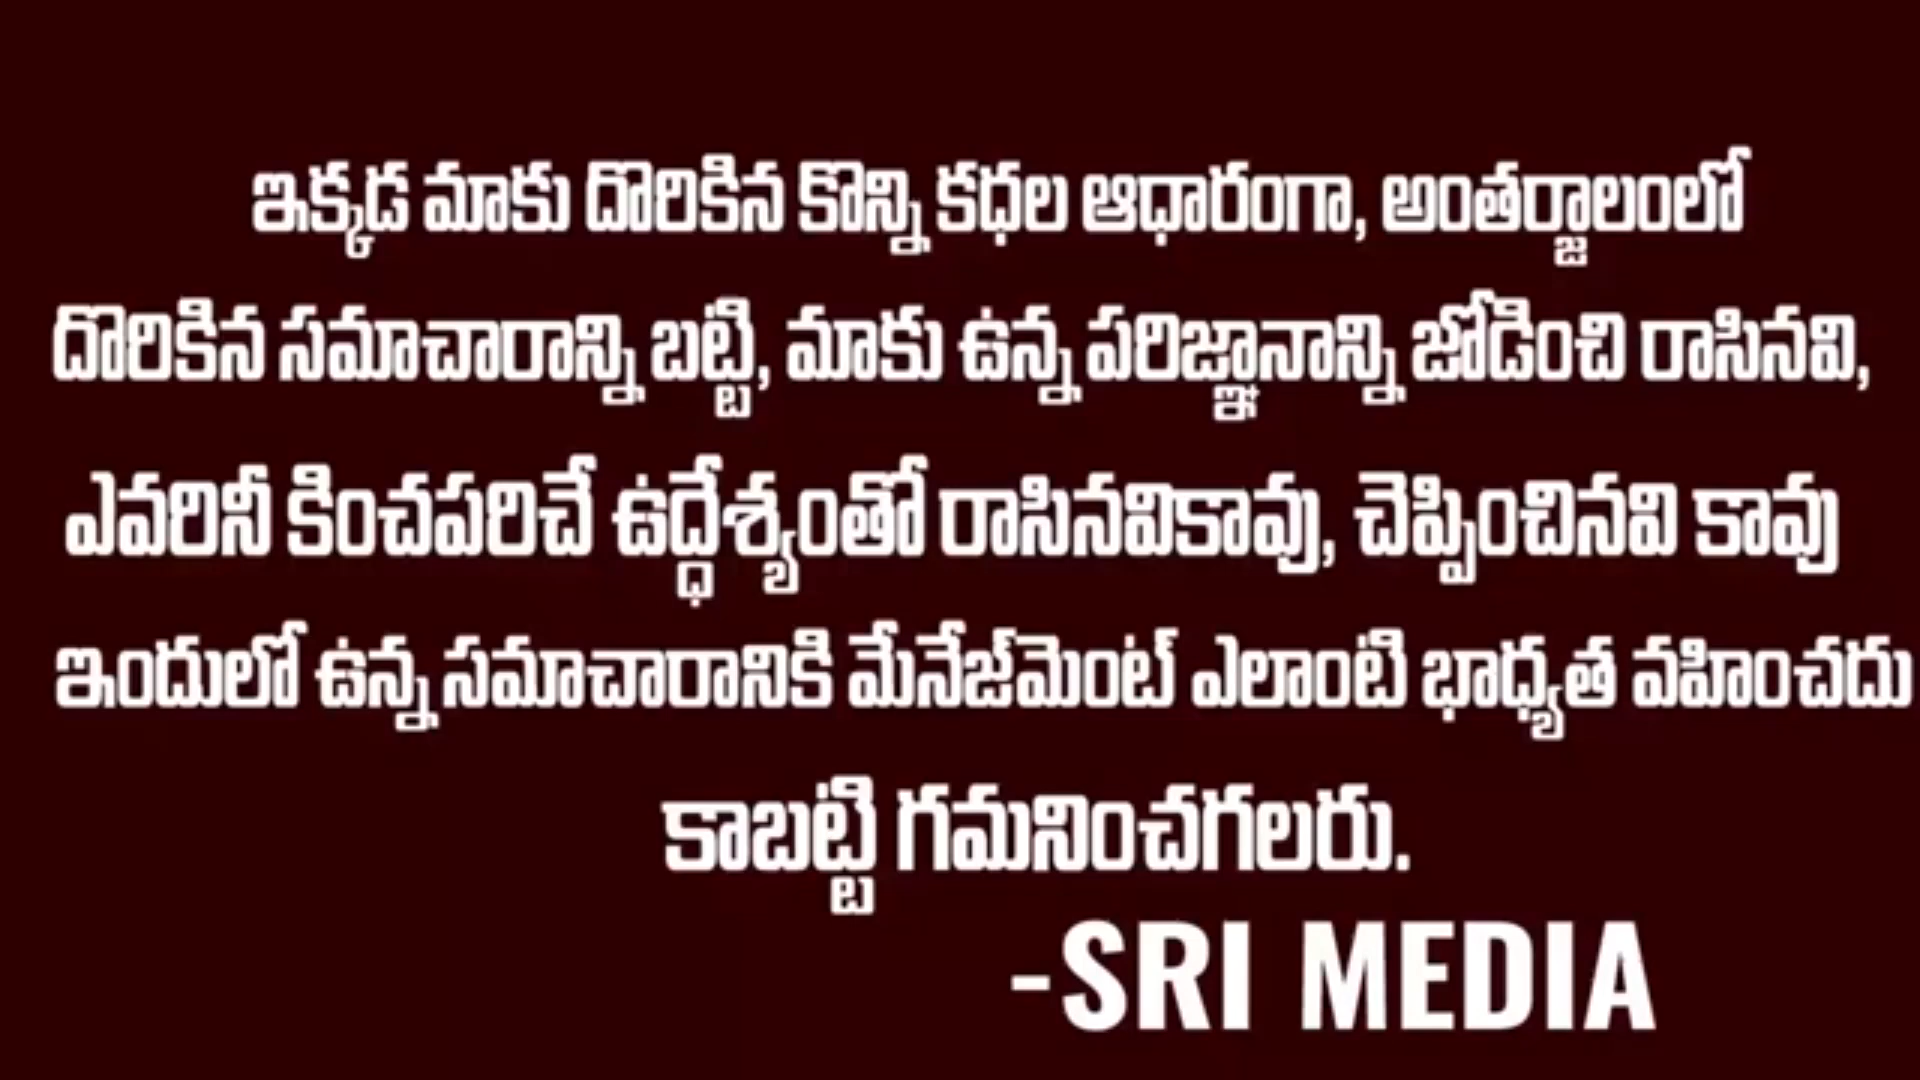 ఇక్కడ మాకు దొరికిన కొన్ని కధల ఆధారంగా, అంతర్జాలంలో
దొరికిన సమాచారాన్ని బట్టి, మాకు ఉన్న పరిజ్ఞానాన్ని జోడించి రాసినవి,
ఎవరినీ కించపరిచే ఉద్ధేశ్యంతో రాసినవికావు, చెప్పించినవి కావు
ఇందులో ఉన్న సమాచారానికి మేనేజ్‌మెంట్ ఎలాంటి భాధ్యత వహించదు
కాబట్టి గమనించగలరు.
-SRI MEDIA